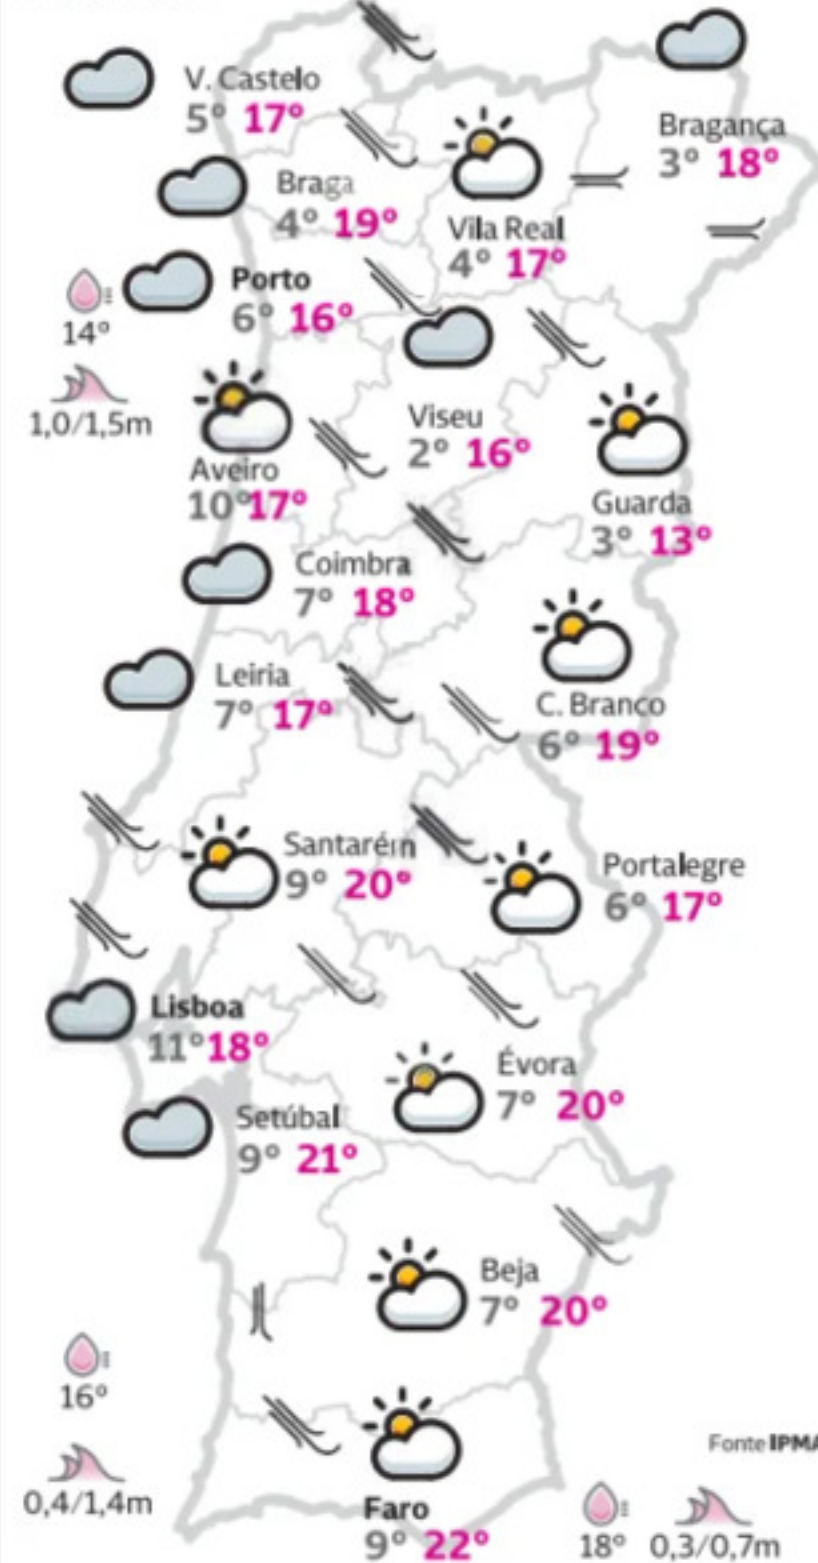 V. Castelo
5° 17°
Bragança
3° 18°
Braga
4° 19°
Vila Real
4° 17°
Porto
6° 16°
14°
1,0/1,5m
Viseu
2° 16°
Aveiro
10° 17°
Guarda
3° 13°
Coimbra
7° 18°
Leiria
7° 17°
C. Branco
6° 19°
Santarém
9° 20°
Portalegre
6° 17°
Lisboa
11° 18°
Évora
7° 20°
Setúbal
9° 21°
Beja
7° 20°
16°
0,4/1,4m
Fonte IPMA
Faro
9° 22°
18° 0,3/0,7m